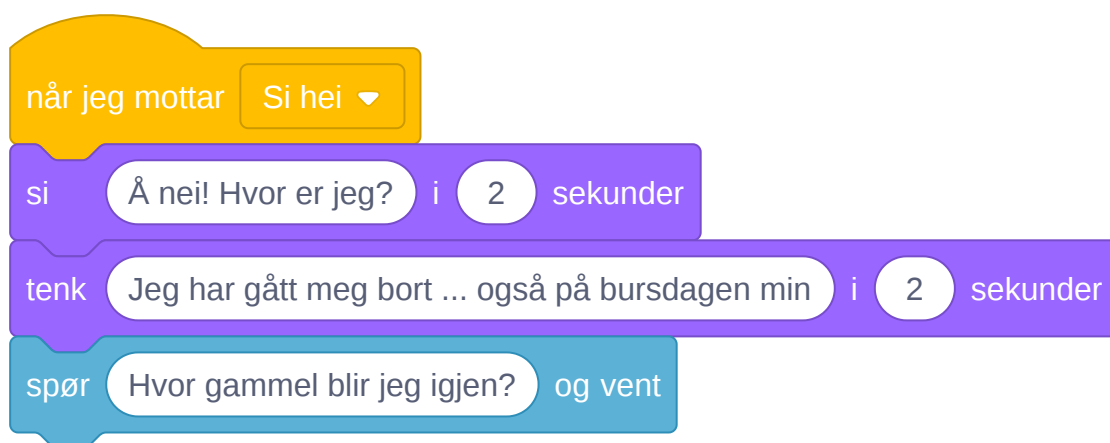 når jeg mottar Si hei
si Å nei! Hvor er jeg? i 2 sekunder
tenk Jeg har gått meg bort ... også på bursdagen min i 2 sekunder
spør Hvor gammel blir jeg igjen? og vent